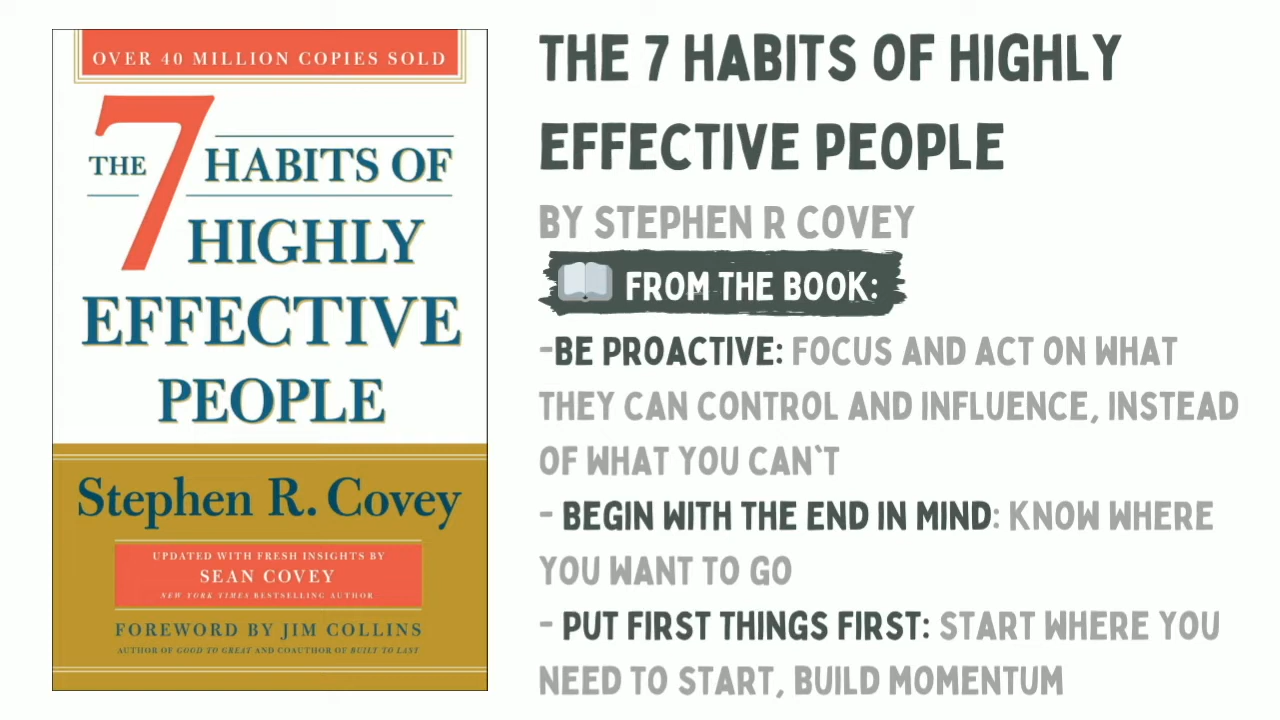 OVER 40 MILLION COPIES SOLD
THE 7 HABITS OF
HIGHLY
EFFECTIVE
PEOPLE
Stephen R. Covey
UPDATED WITH FRESH INSIGHTS BY
SEAN COVEY
NEW YORK TIMES BESTSELLING AUTHOR
FOREWORD BY JIM COLLINS
AUTHOR OF GOOD TO GREAT AND COAUTHOR OF BUILT TO LAST
THE 7 HABITS OF HIGHLY
EFFECTIVE PEOPLE
BY STEPHEN R COVEY
FROM THE BOOK:
-BE PROACTIVE: FOCUS AND ACT ON WHAT
THEY CAN CONTROL AND INFLUENCE, INSTEAD
OF WHAT YOU CAN`T
- BEGIN WITH THE END IN MIND: KNOW WHERE
YOU WANT TO GO
- PUT FIRST THINGS FIRST: START WHERE YOU
NEED TO START, BUILD MOMENTUM